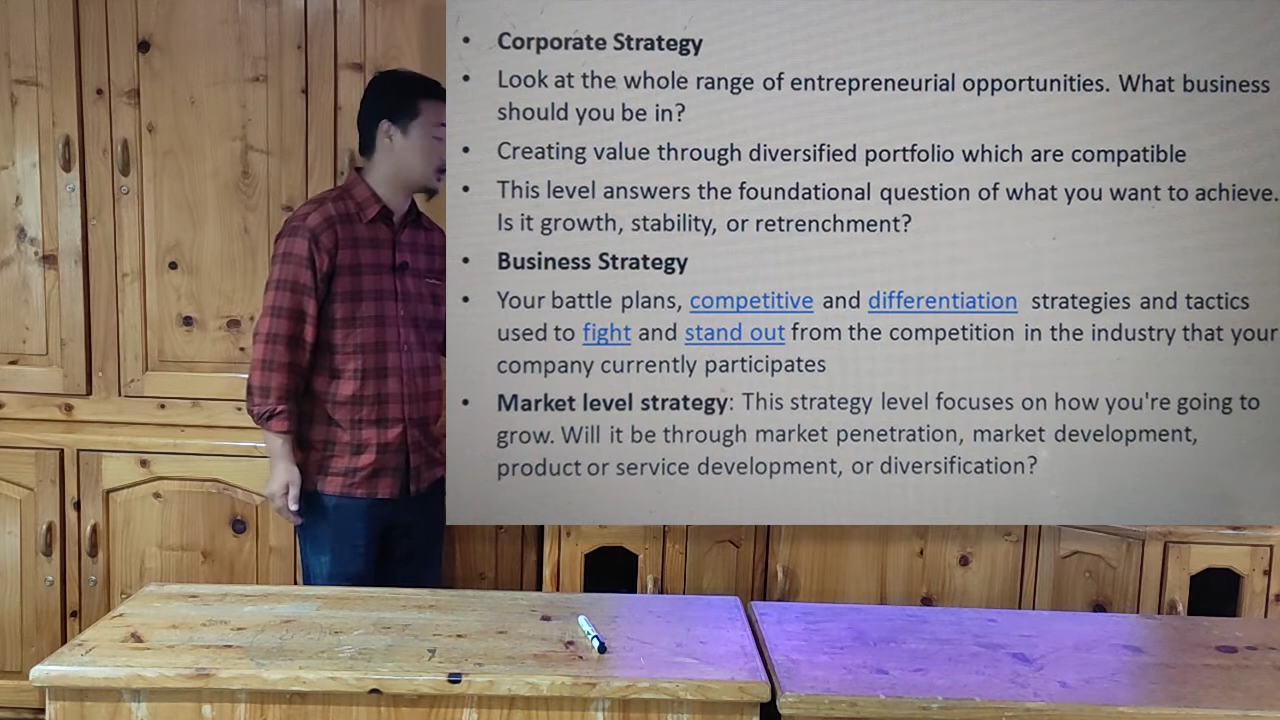 • Corporate Strategy
• Look at the whole range of entrepreneurial opportunities. What business
should you be in?
• Creating value through diversified portfolio which are compatible
• This level answers the foundational question of what you want to achieve.
Is it growth, stability, or retrenchment?
• Business Strategy
• Your battle plans, competitive and differentiation strategies and tactics
used to fight and stand out from the competition in the industry that your
company currently participates
• Market level strategy: This strategy level focuses on how you're going to
grow. Will it be through market penetration, market development,
product or service development, or diversification?